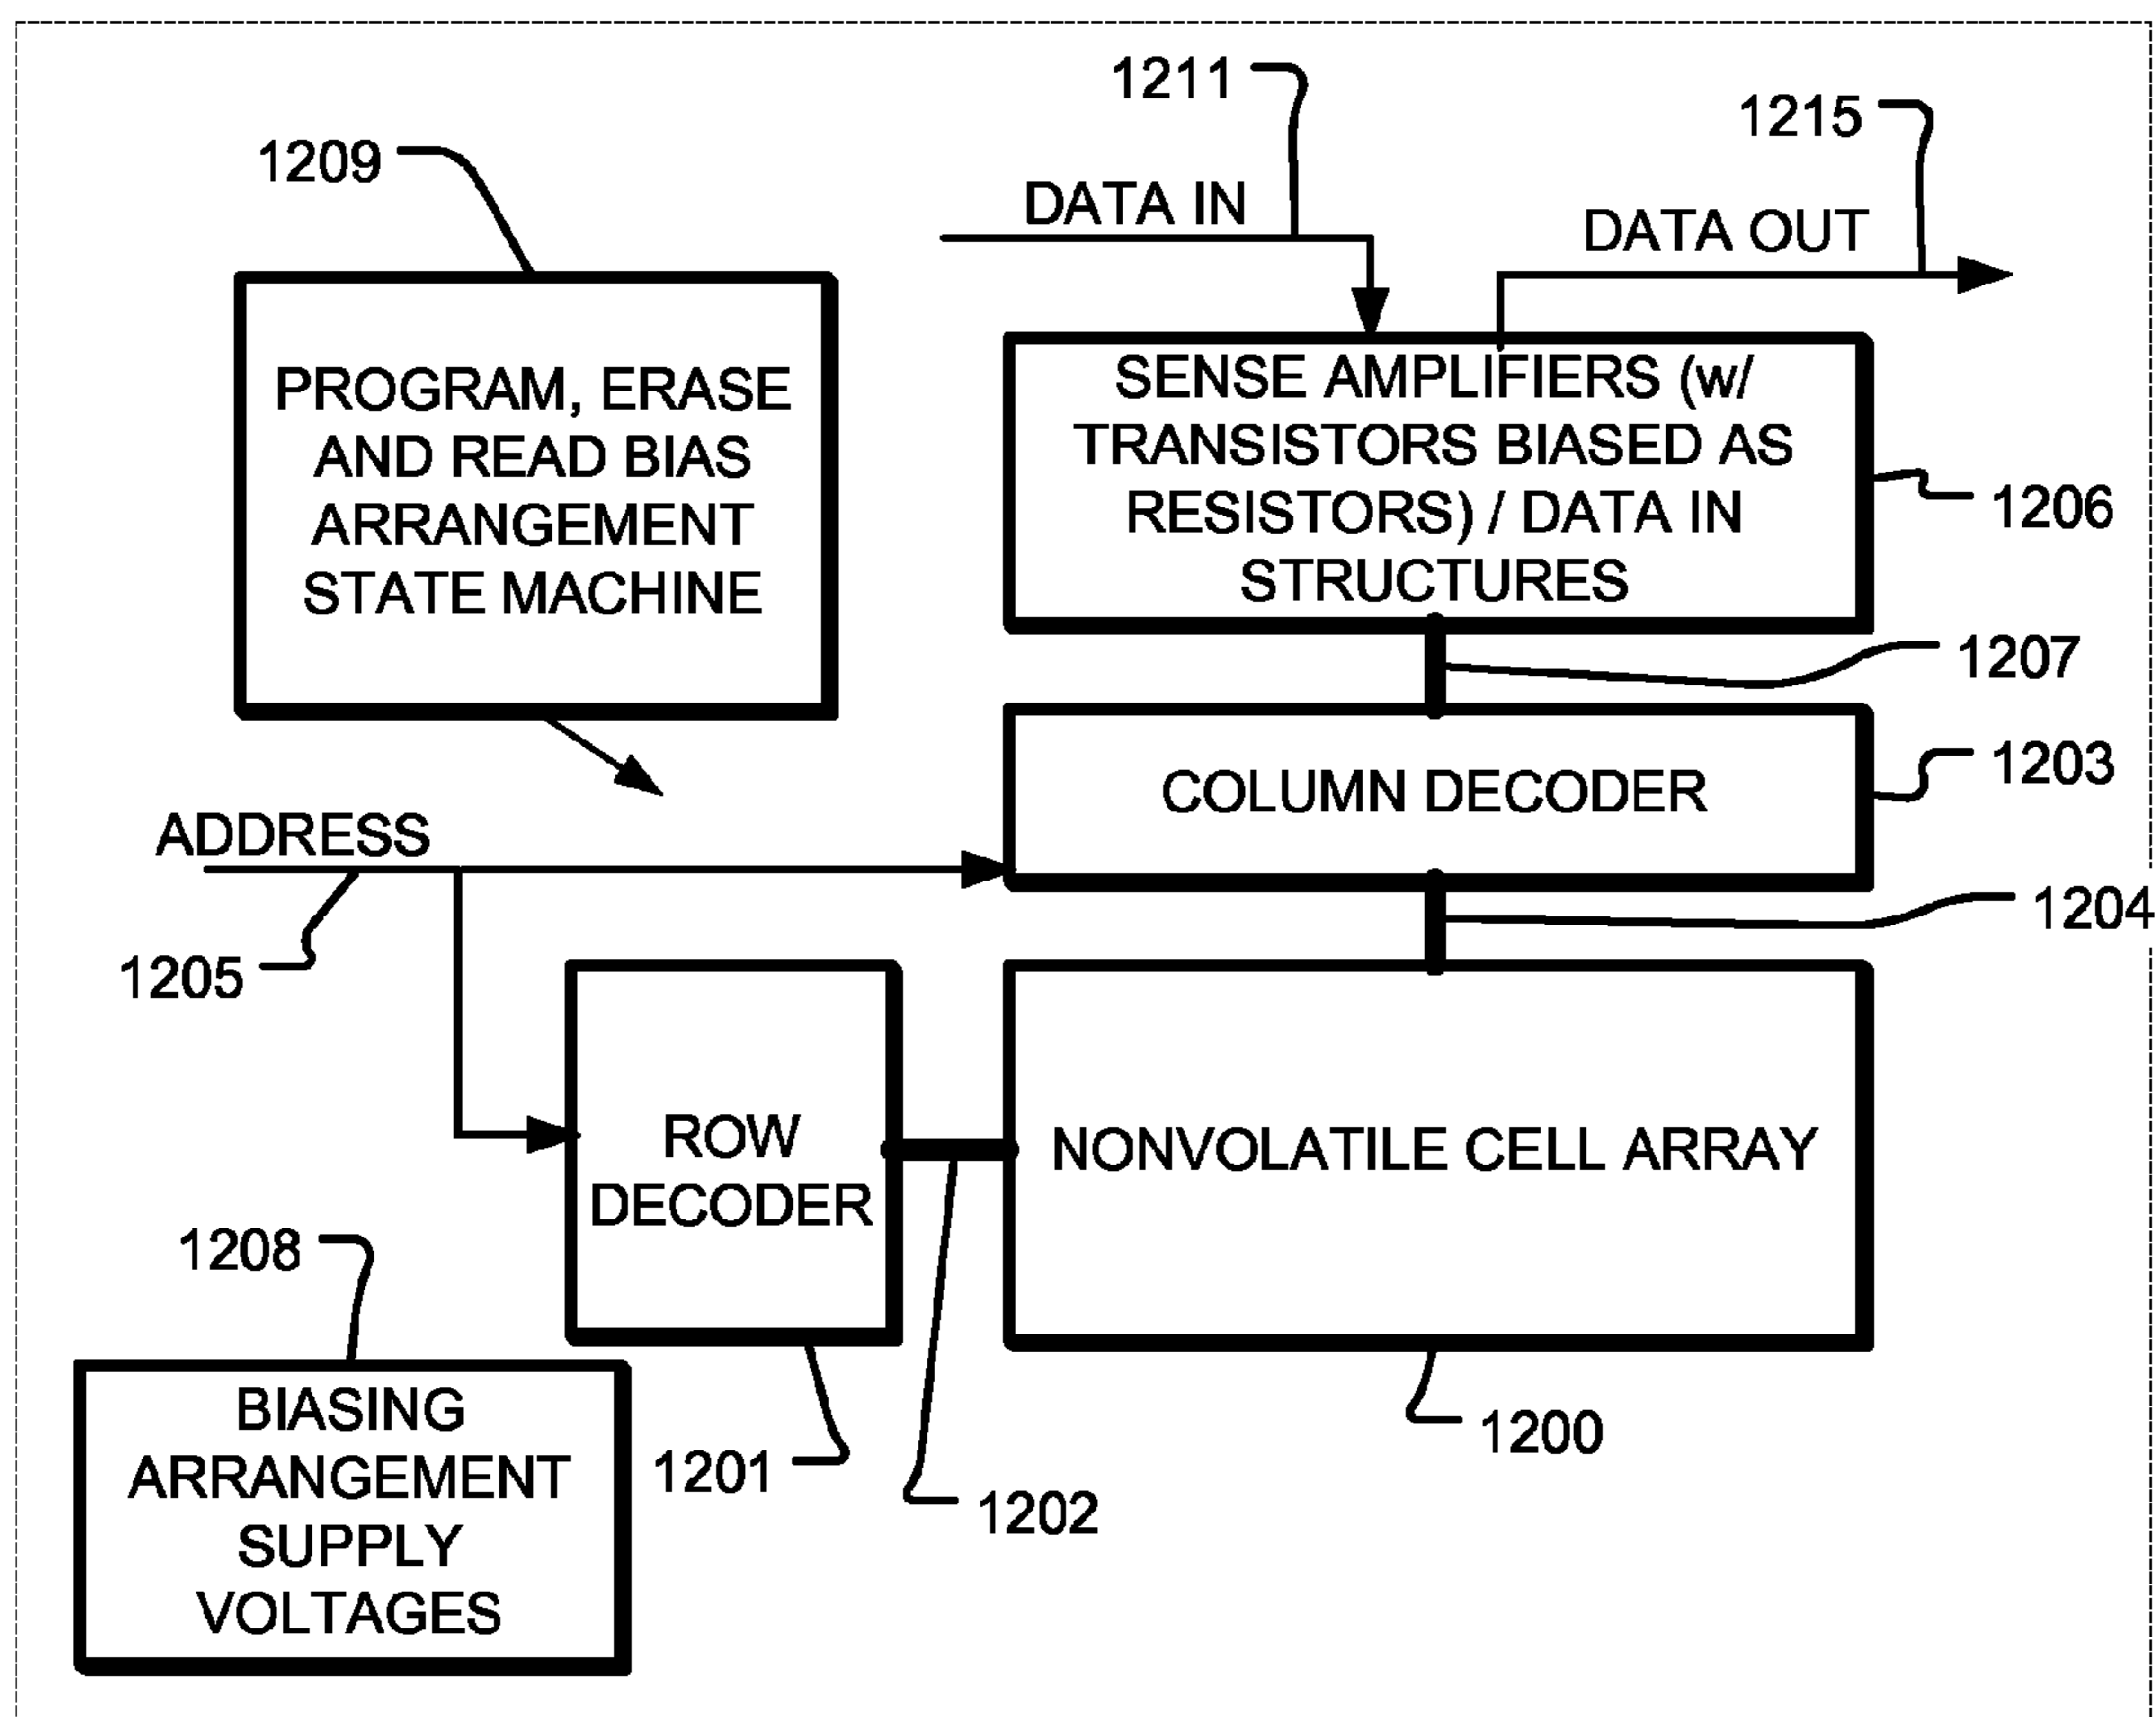 1211
1215
1209
DATA IN
DATA OUT
PROGRAM, ERASE
AND READ BIAS
ARRANGEMENT
STATE MACHINE
SENSE AMPLIFIERS (w/
TRANSISTORS BIASED AS
RESISTORS) / DATA IN
STRUCTURES
1206
1207
COLUMN DECODER
1203
ADDRESS
1204
1205
ROW
DECODER
NONVOLATILE CELL ARRAY
1208
BIASING
ARRANGEMENT
SUPPLY
VOLTAGES
1201
1202
1200